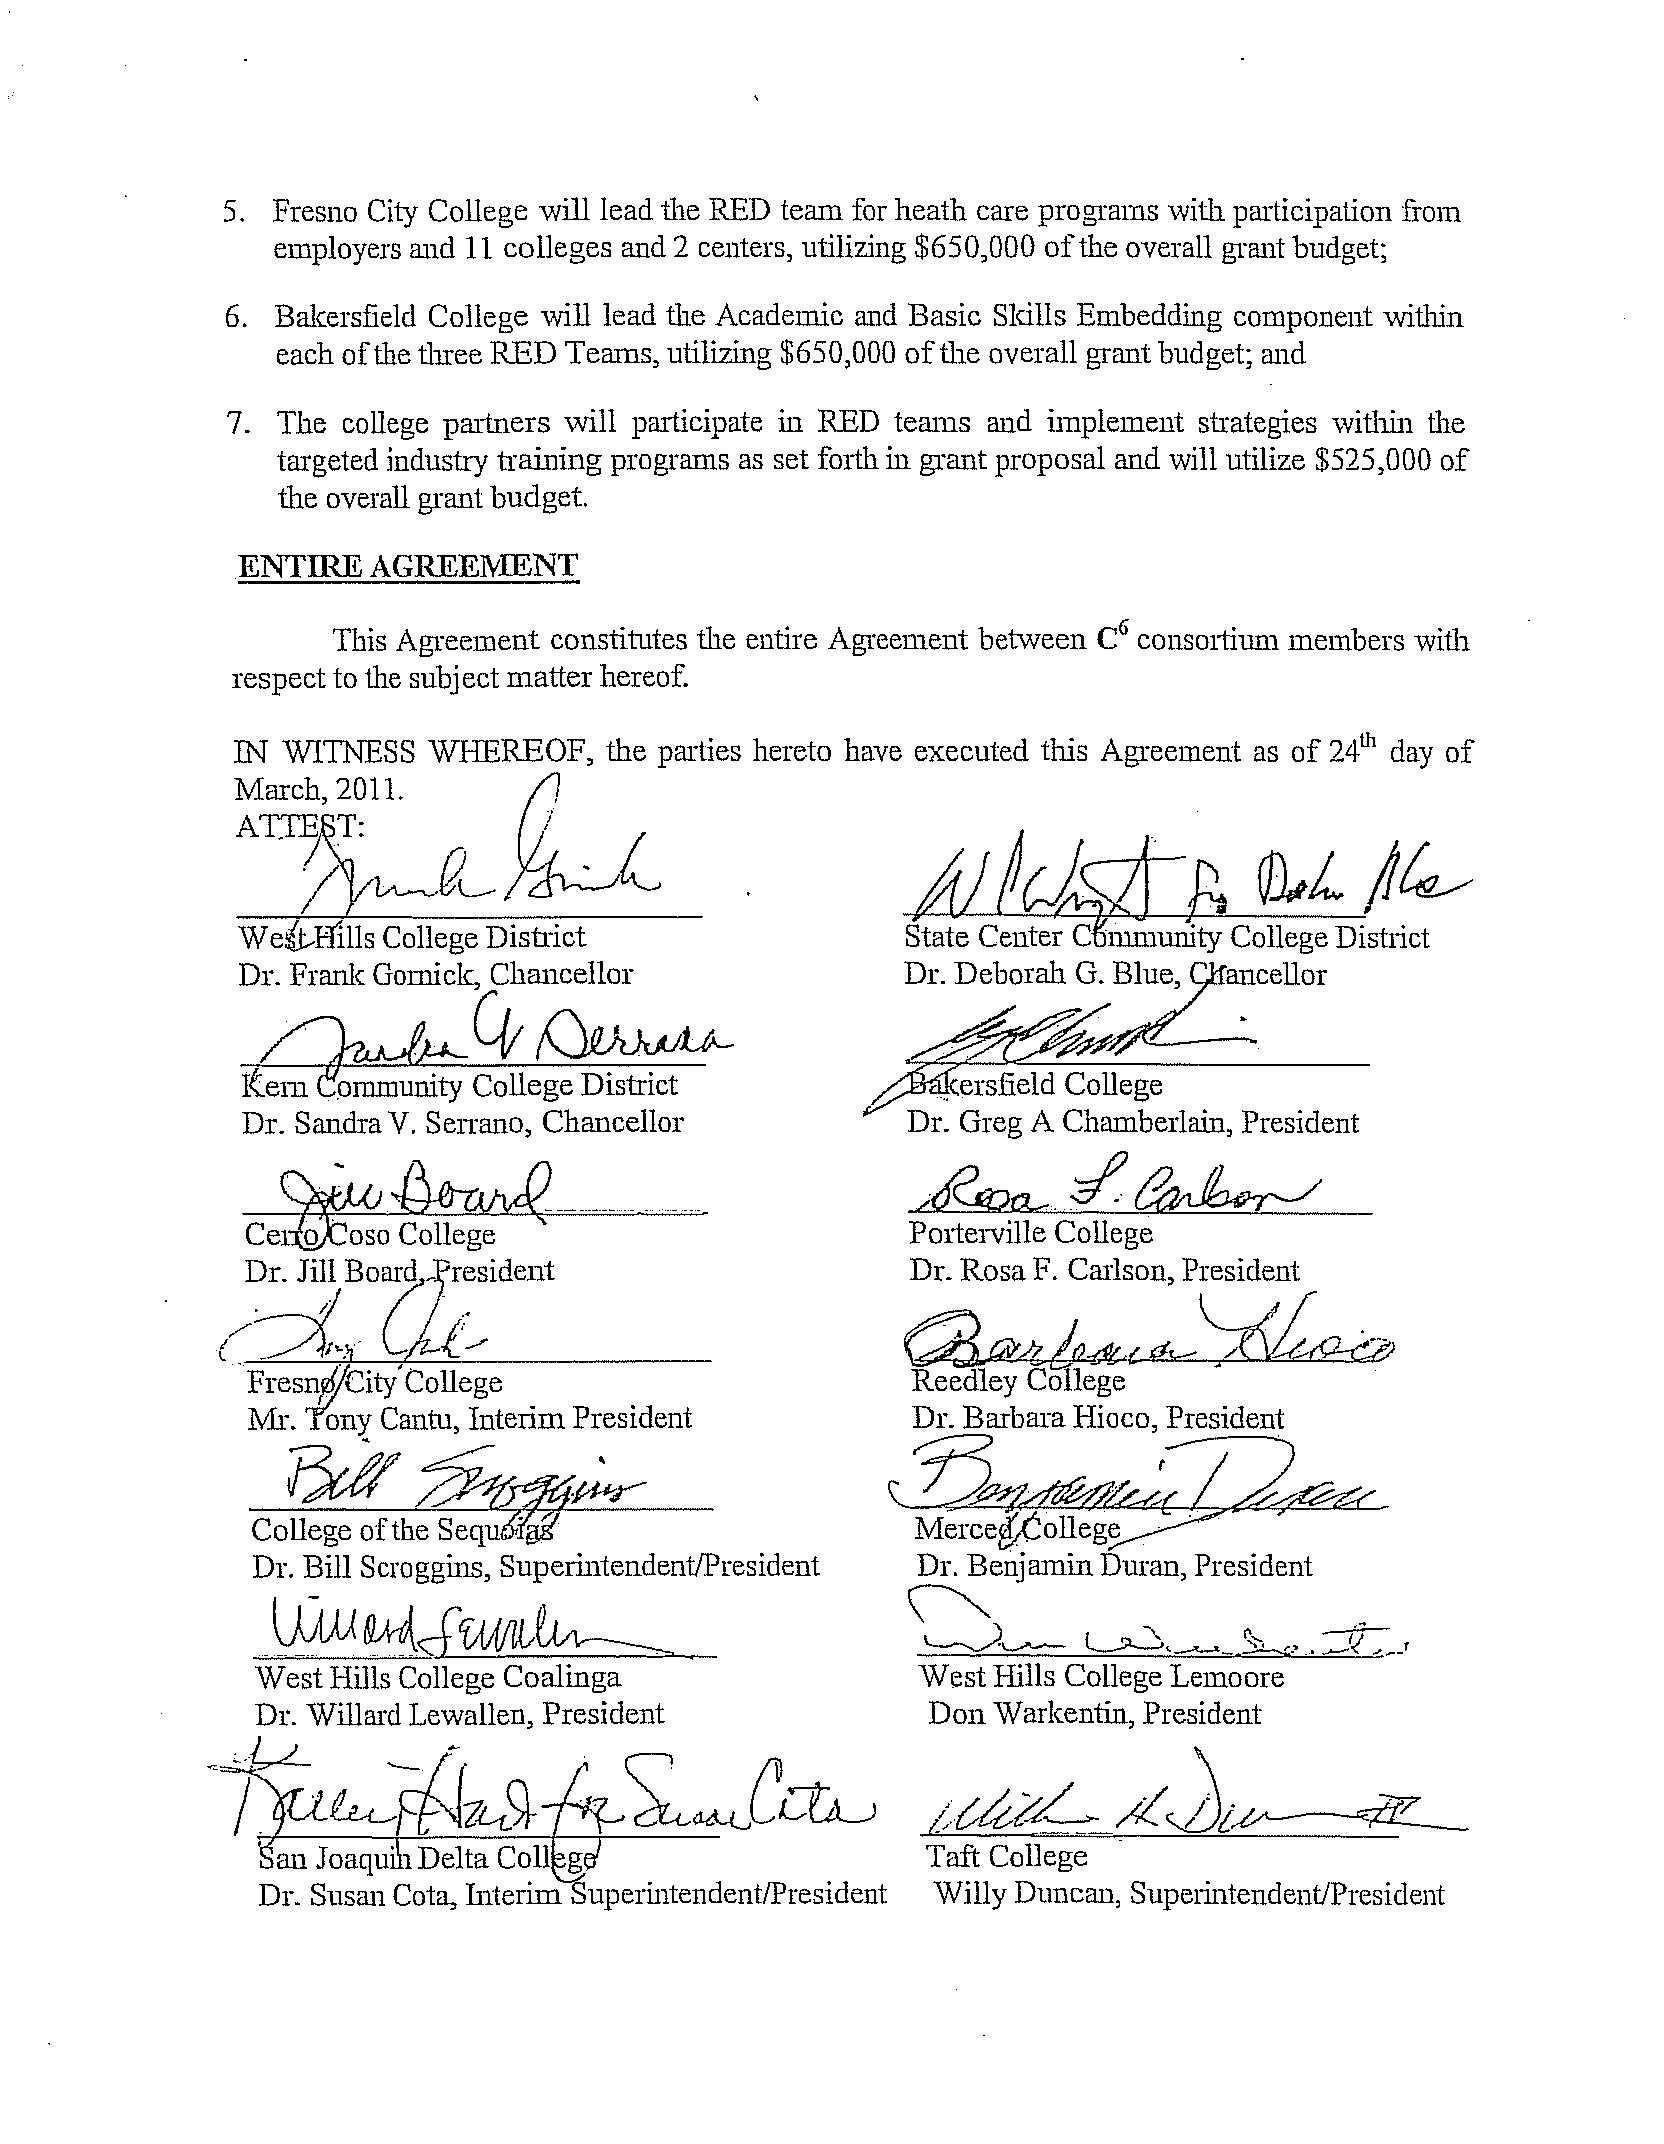 5. Fresno City College will lead the RED team for heath care programs with participation from
employers and 11 colleges and 2 centers, utilizing $650,000 of the overall grant budget;
6. Bakersfield College will lead the Academic and Basic Skills Embedding component within
each of the three RED Teams, utilizing $650,000 of the overall grant budget; and
7. The college partners will participate in RED teams and implement strategies within the
targeted industry training programs as set forth in grant proposal and will utilize $525,000 of
the overall grant budget.
ENTIRE AGREEMENT
This Agreement constitutes the entire Agreement between C⁶ consortium members with
respect to the subject matter hereof.
IN WITNESS WHEREOF, the parties hereto have executed this Agreement as of 24th day of
March, 2011.
ATTEST:
West Hills College District
Dr. Frank Gornick, Chancellor
for
State Center Community College District
Dr. Deborah G. Blue, Chancellor
Sandra V Serrano
Kern Community College District
Dr. Sandra V. Serrano, Chancellor
Bakersfield College
Dr. Greg A Chamberlain, President
Jill Board
Cerro Coso College
Dr. Jill Board, President
Rosa F. Carlson
Porterville College
Dr. Rosa F. Carlson, President
Fresno City College
Mr. Tony Cantu, Interim President
Barbara Hioco
Reedley College
Dr. Barbara Hioco, President
Bill Scroggins
College of the Sequoias
Dr. Bill Scroggins, Superintendent/President
Benjamin Duran
Merced College
Dr. Benjamin Duran, President
Willard Lewallen
West Hills College Coalinga
Dr. Willard Lewallen, President
Don Warkentin
West Hills College Lemoore
Don Warkentin, President
Hart for Susan Cota
San Joaquin Delta College
Dr. Susan Cota, Interim Superintendent/President
Taft College
Willy Duncan, Superintendent/President